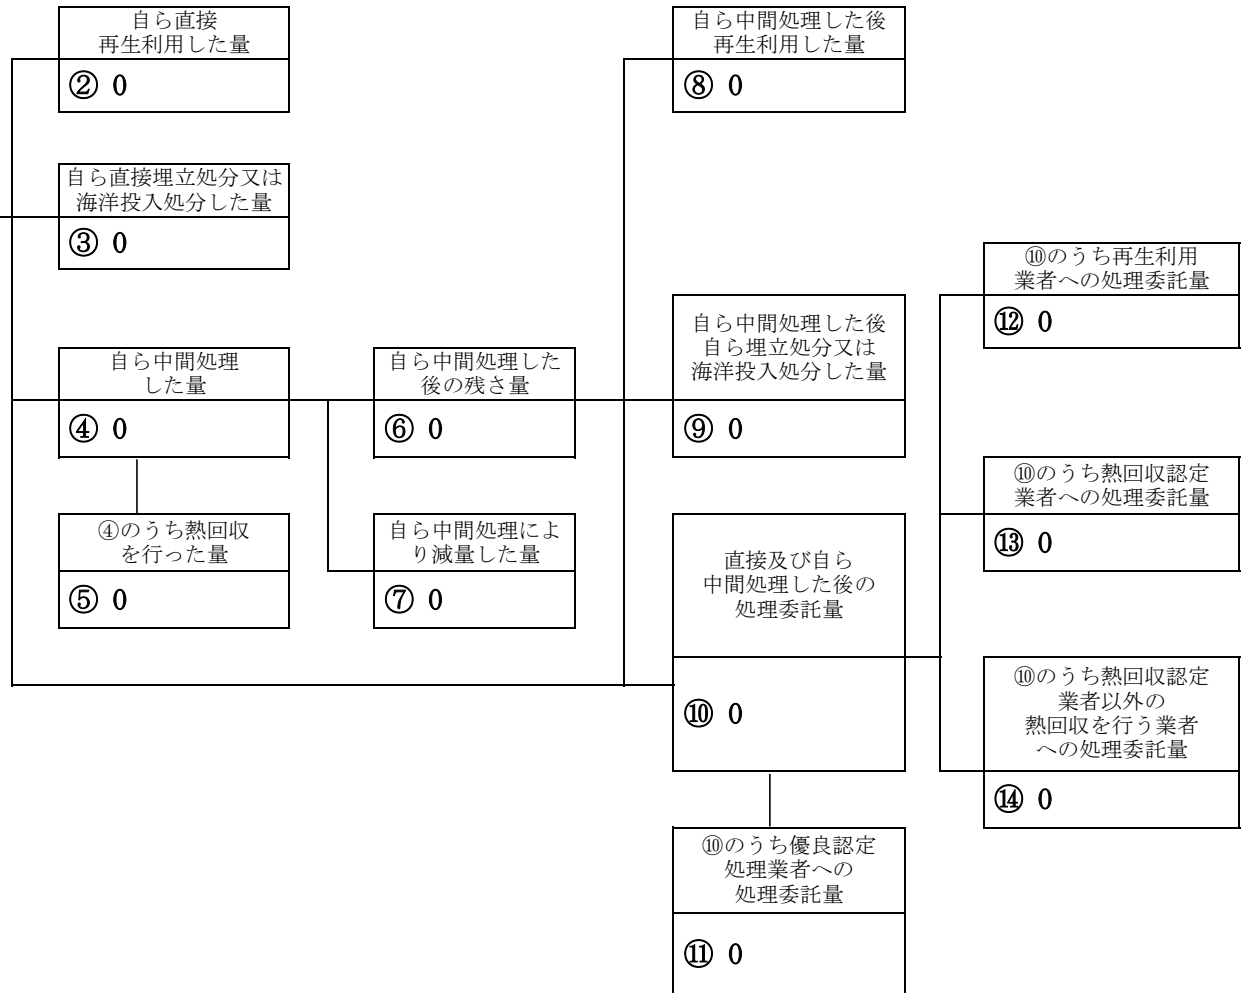 自ら直接
再生利用した量
② 0
自ら中間処理した後
再生利用した量
⑧ 0
自ら直接埋立処分又は
海洋投入処分した量
③ 0
⑩のうち再生利用
業者への処理委託量
⑫ 0
自ら中間処理
した量
④ 0
自ら中間処理した
後の残さ量
⑥ 0
自ら中間処理した後
自ら埋立処分又は
海洋投入処分した量
⑨ 0
⑩のうち熱回収認定
業者への処理委託量
⑬ 0
④のうち熱回収
を行った量
⑤ 0
自ら中間処理によ
り減量した量
⑦ 0
直接及び自ら
中間処理した後の
処理委託量
⑩ 0
⑩のうち熱回収認定
業者以外の
熱回収を行う業者
への処理委託量
⑭ 0
⑩のうち優良認定
処理業者への
処理委託量
⑪ 0